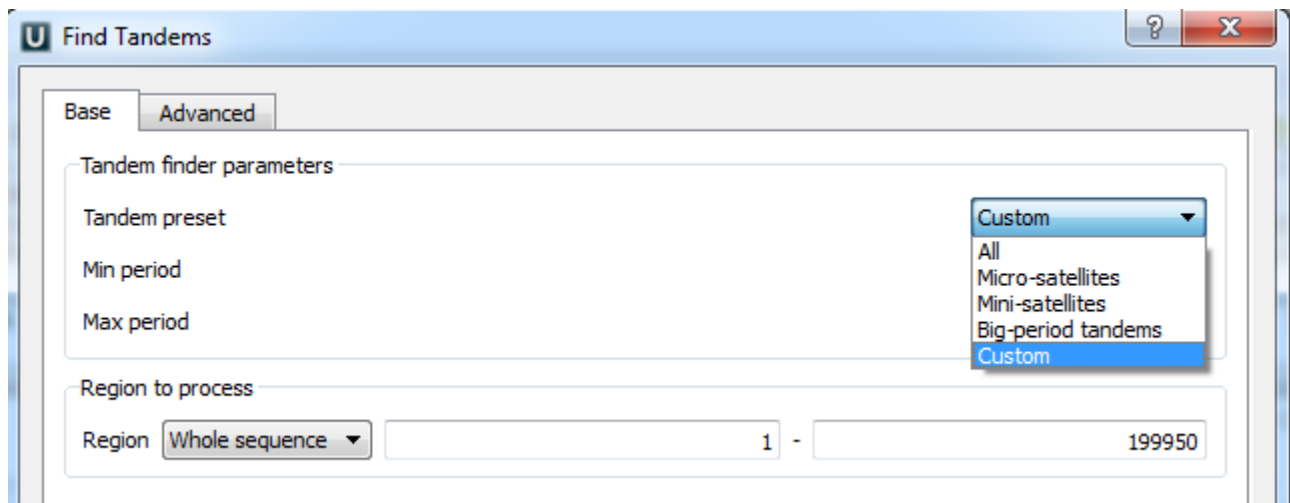 U Find Tandems ?
Base Advanced
Tandem finder parameters
Tandem preset Custom
All
Min period
Micro-satellites
Mini-satellites
Max period
Big-period tandems
Custom
Region to process
Region Whole sequence 1 - 199950